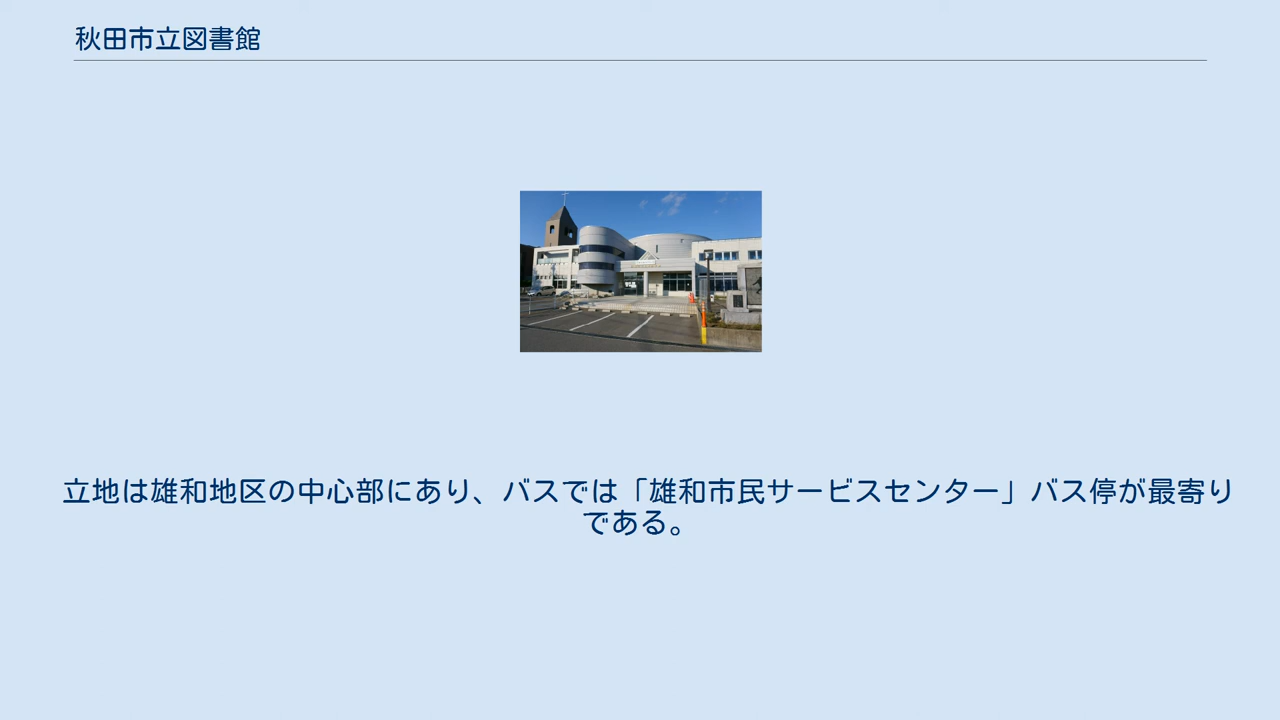 秋田市立図書館
立地は雄和地区の中心部にあり、バスでは「雄和市民サービスセンター」バス停が最寄り
である。